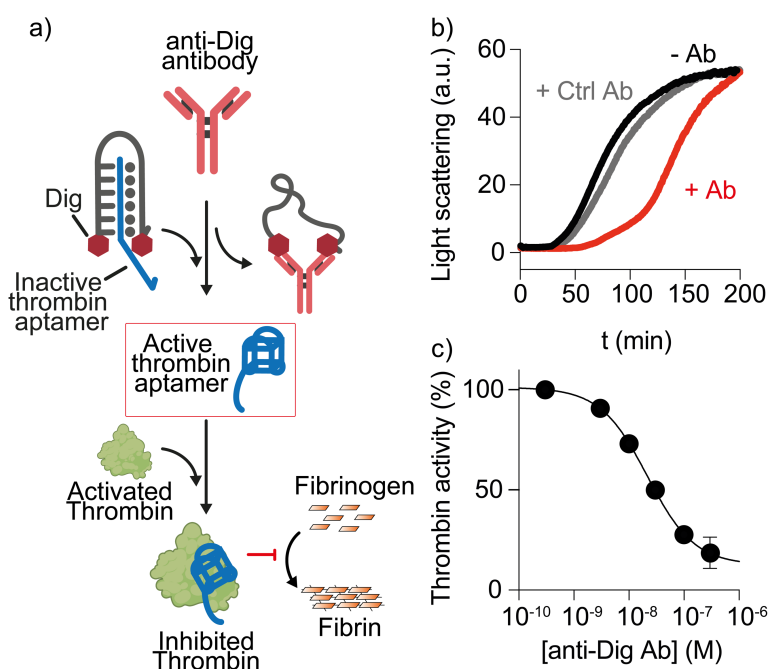 a)
anti-Dig
antibody
Dig
Inactive
thrombin
aptamer
Active
thrombin
aptamer
Activated
Thrombin
Fibrinogen
Fibrin
Inhibited
Thrombin
b)
Light scattering (a.u.)
60
40
20
0
- Ab
+ Ctrl Ab
+ Ab
0 50 100 150 200
t (min)
c)
Thrombin activity (%)
100
50
0
10-10 10-9 10-8 10-7 10-6
[anti-Dig Ab] (M)